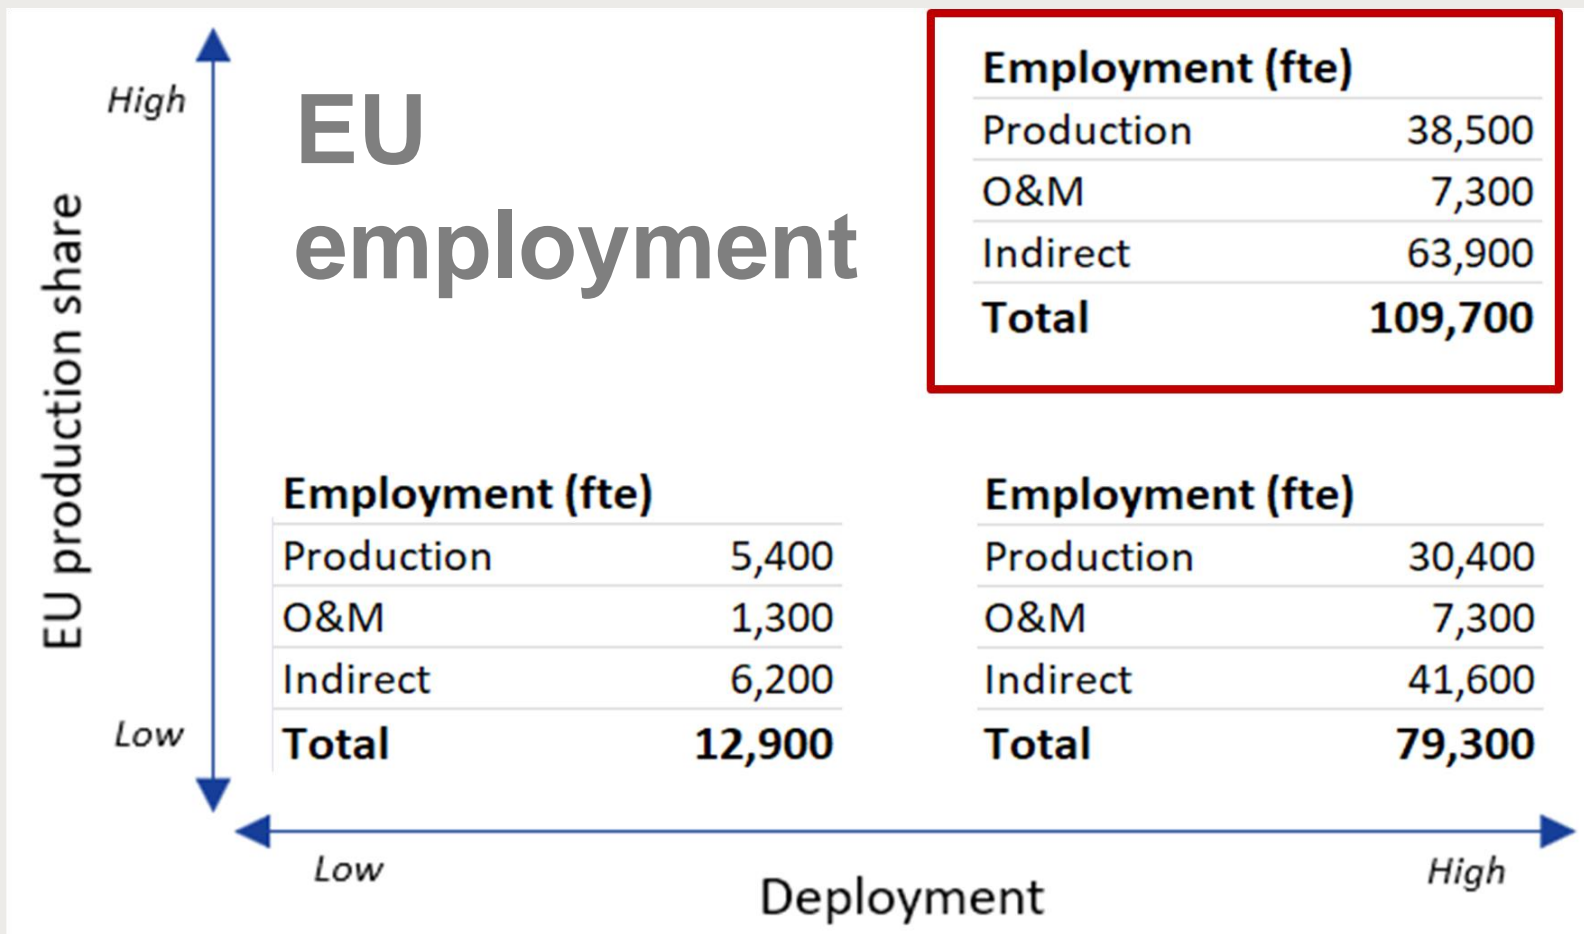 High
EU
employment
Employment (fte)
Production 38,500
O&M 7,300
Indirect 63,900
Total 109,700
EU production share
Employment (fte)
Production 5,400
O&M 1,300
Indirect 6,200
Total 12,900
Employment (fte)
Production 30,400
O&M 7,300
Indirect 41,600
Total 79,300
Low
Low
Deployment
High